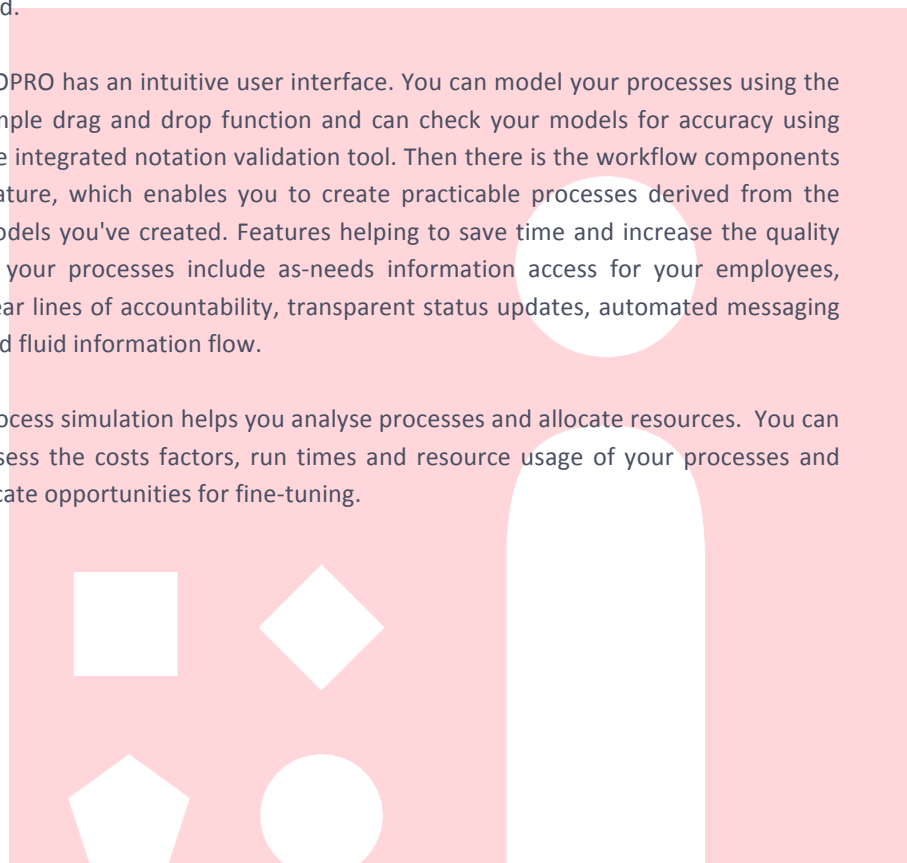 d.
OPRO has an intuitive user interface. You can model your processes using the
mple drag and drop function and can check your models for accuracy using
e integrated notation validation tool. Then there is the workflow components
ature, which enables you to create practicable processes derived from the
odels you've created. Features helping to save time and increase the quality
your processes include as-needs information access for your employees,
ear lines of accountability, transparent status updates, automated messaging
d fluid information flow.
ocess simulation helps you analyse processes and allocate resources. You can
sess the costs factors, run times and resource usage of your processes and
cate opportunities for fine-tuning.